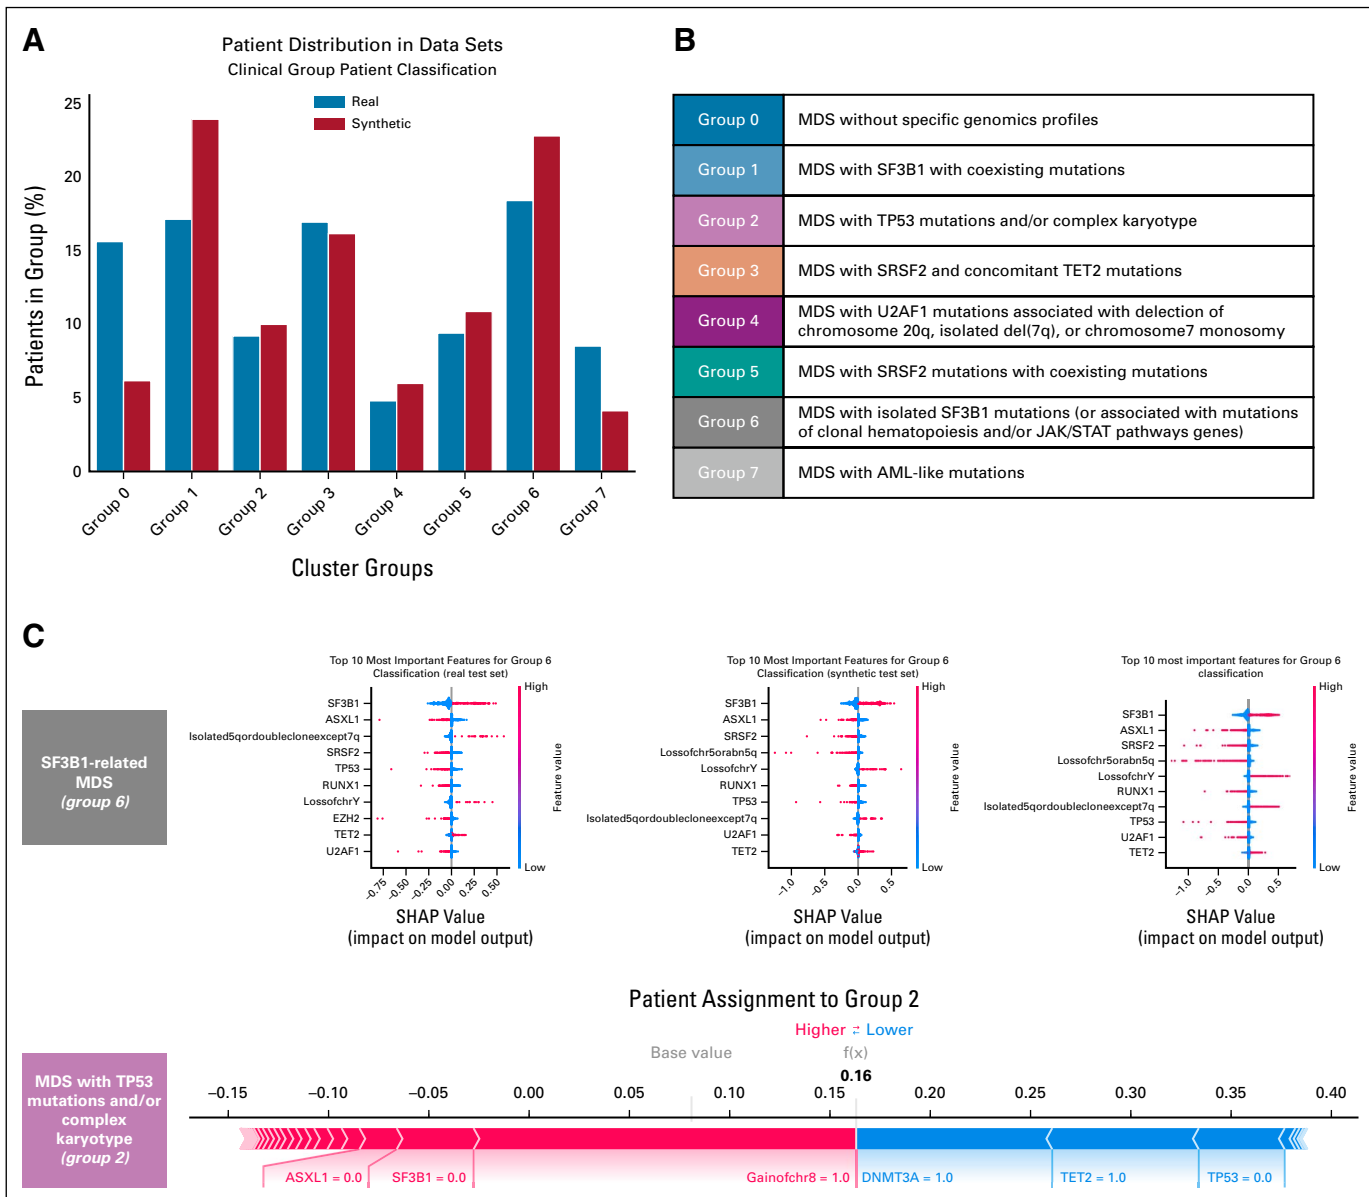 A
Patient Distribution in Data Sets
Clinical Group Patient Classification
Real
Synthetic
25
20
15
10
5
0
Patients in Group (%)
Group 0
Group 1
Group 2
Group 3
Group 4
Group 5
Group 6
Group 7
Cluster Groups
B
Group 0 MDS without specific genomics profiles
Group 1 MDS with SF3B1 with coexisting mutations
Group 2 MDS with TP53 mutations and/or complex karyotype
Group 3 MDS with SRSF2 and concomitant TET2 mutations
Group 4 MDS with U2AF1 mutations associated with delection of
chromosome 20q, isolated del(7q), or chromosome7 monosomy
Group 5 MDS with SRSF2 mutations with coexisting mutations
Group 6 MDS with isolated SF3B1 mutations (or associated with mutations
of clonal hematopoiesis and/or JAK/STAT pathways genes)
Group 7 MDS with AML-like mutations
C
SF3B1-related
MDS
(group 6)
Top 10 Most Important Features for Group 6
Classification (real test set)
High
SF3B1
ASXL1
Isolated5qordoublecloneexcept7q
SRSF2
TP53
RUNX1
LossofchrY
EZH2
TET2
U2AF1
Feature value
Low
−0.75
−0.50
−0.25
0.00
0.25
0.50
SHAP Value
(impact on model output)
Top 10 Most Important Features for Group 6
Classification (synthetic test set)
High
SF3B1
ASXL1
SRSF2
Lossofchr5orabn5q
LossofchrY
RUNX1
TP53
Isolated5qordoublecloneexcept7q
U2AF1
TET2
Feature value
Low
−1.0
−0.5
0.0
0.5
SHAP Value
(impact on model output)
Top 10 most important features for Group 6
classification
High
SF3B1
ASXL1
SRSF2
Lossofchr5orabn5q
LossofchrY
RUNX1
Isolated5qordoublecloneexcept7q
TP53
U2AF1
TET2
Feature value
Low
−1.0
−0.5
0.0
0.5
SHAP Value
(impact on model output)
Patient Assignment to Group 2
Higher ⇄ Lower
Base value f(x)
0.16
−0.15 −0.10 −0.05 0.00 0.05 0.10 0.15 0.20 0.25 0.30 0.35 0.40
MDS with TP53
mutations and/or
complex
karyotype
(group 2)
ASXL1 = 0.0 SF3B1 = 0.0 Gainofchr8 = 1.0 DNMT3A = 1.0 TET2 = 1.0 TP53 = 0.0